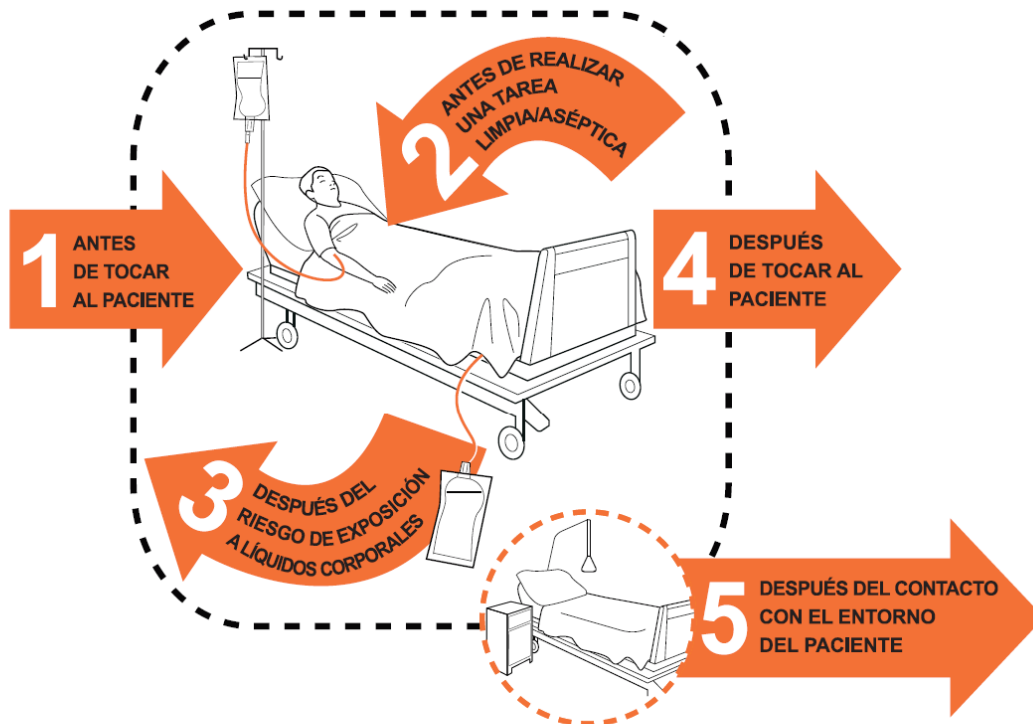 1
ANTES
DE TOCAR
AL PACIENTE
2
ANTES DE REALIZAR
UNA TAREA
LIMPIA/ASÉPTICA
3
DESPUÉS DEL
RIESGO DE EXPOSICIÓN
A LÍQUIDOS CORPORALES
4
DESPUÉS
DE TOCAR AL
PACIENTE
5
DESPUÉS DEL CONTACTO
CON EL ENTORNO
DEL PACIENTE